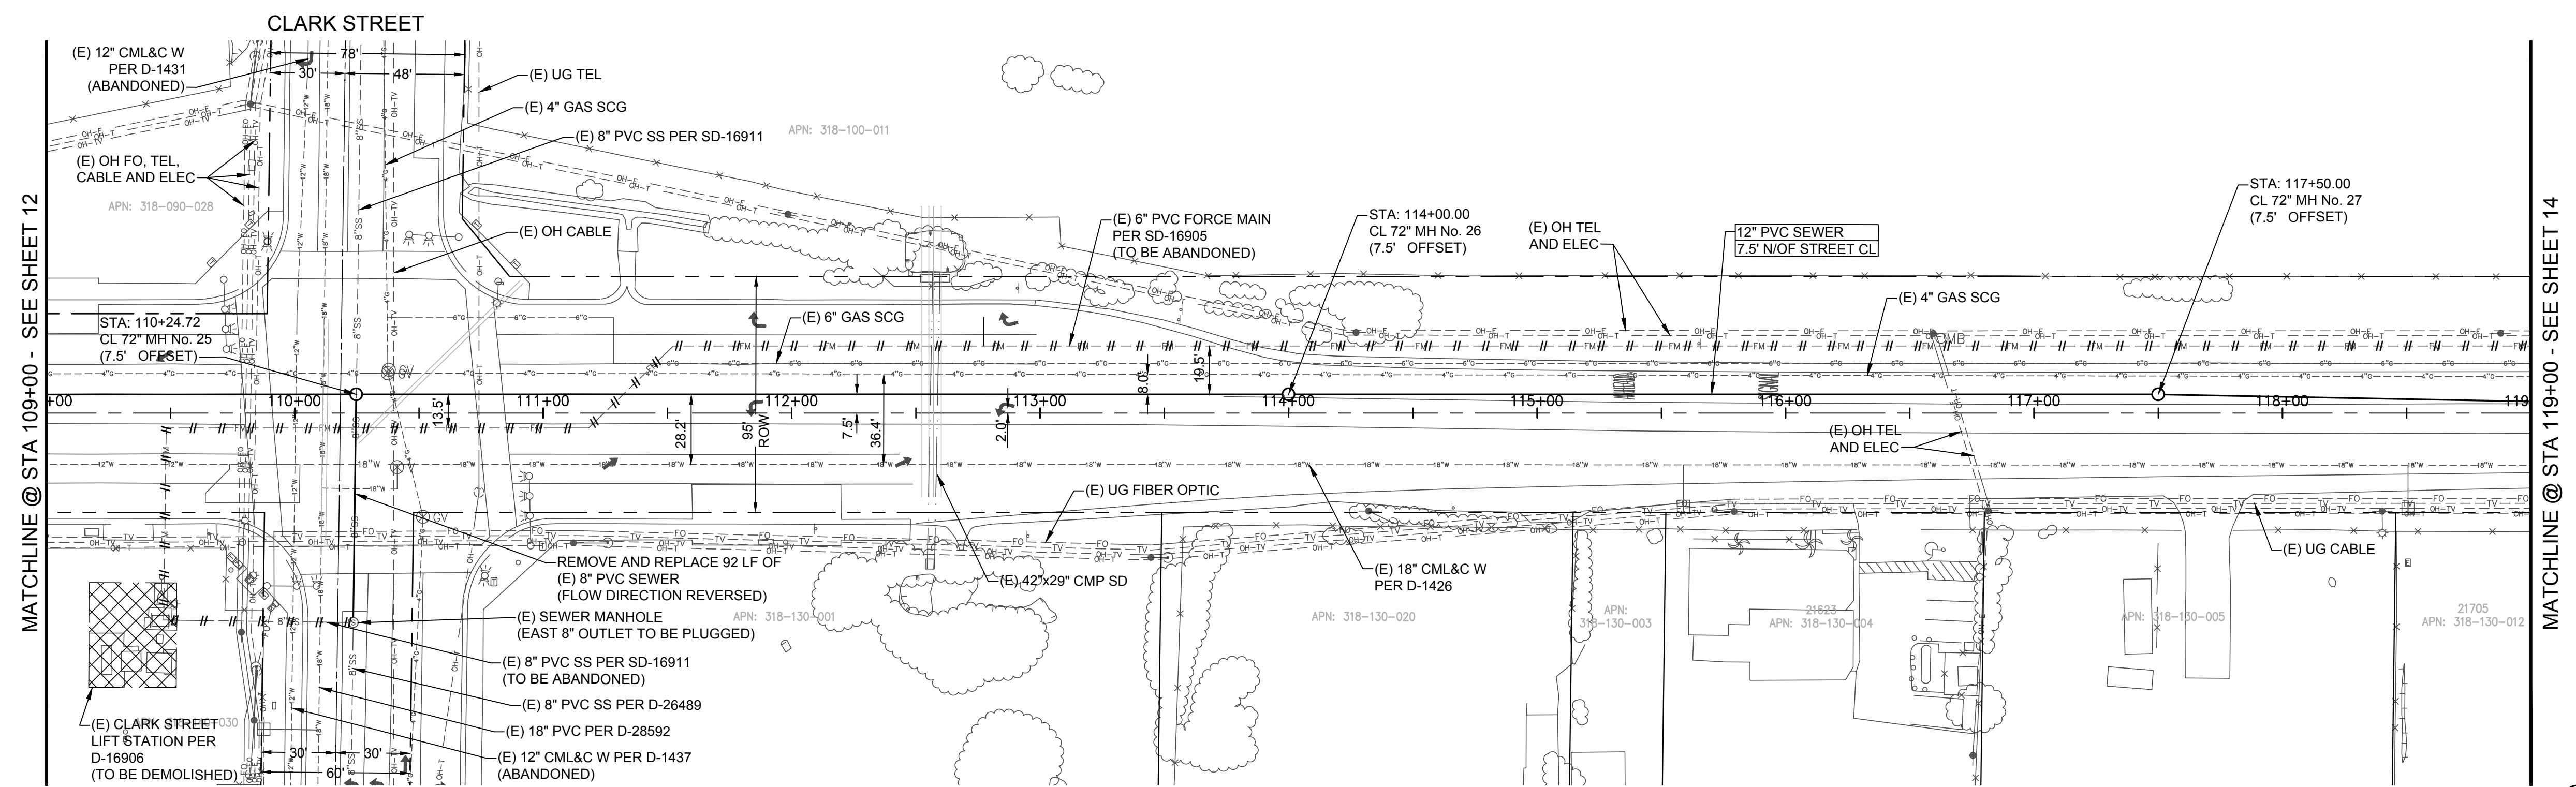 CLARK STREET
MATCHLINE @ STA 109+00 - SEE SHEET 12
(E) 12" CML&C W
PER D-1431
(ABANDONED)
78'
30'
48'
(E) UG TEL
(E) 4" GAS SCG
(E) 8" PVC SS PER SD-16911
APN: 318-100-011
(E) OH FO, TEL,
CABLE AND ELEC
APN: 318-090-028
(E) OH CABLE
(E) 6" PVC FORCE MAIN
PER SD-16905
(TO BE ABANDONED)
STA: 114+00.00
CL 72" MH No. 26
(7.5' OFFSET)
(E) OH TEL
AND ELEC
12" PVC SEWER
7.5' N/OF STREET CL
STA: 117+50.00
CL 72" MH No. 27
(7.5' OFFSET)
(E) 4" GAS SCG
STA: 110+24.72
CL 72" MH No. 25
(7.5' OFFSET)
(E) 6" GAS SCG
8.0'
19.5'
+00
110+00
111+00
112+00
113+00
114+00
115+00
116+00
117+00
118+00
119
13.5'
28.2'
95'
ROW
7.5'
36.4'
2.0'
(E) OH TEL
AND ELEC
(E) UG FIBER OPTIC
(E) UG CABLE
REMOVE AND REPLACE 92 LF OF
(E) 8" PVC SEWER
(FLOW DIRECTION REVERSED)
(E) 42"x29" CMP SD
(E) 18" CML&C W
PER D-1426
(E) SEWER MANHOLE
(EAST 8" OUTLET TO BE PLUGGED)
APN: 318-130-001
APN: 318-130-020
APN:
318-130-003
21623
APN: 318-130-004
APN: 318-130-005
21705
APN: 318-130-012
(E) 8" PVC SS PER SD-16911
(TO BE ABANDONED)
(E) 8" PVC SS PER D-26489
(E) 18" PVC PER D-28592
(E) 12" CML&C W PER D-1437
(ABANDONED)
(E) CLARK STREET
LIFT STATION PER
D-16906
(TO BE DEMOLISHED)
30'
30'
60'
MATCHLINE @ STA 119+00 - SEE SHEET 14